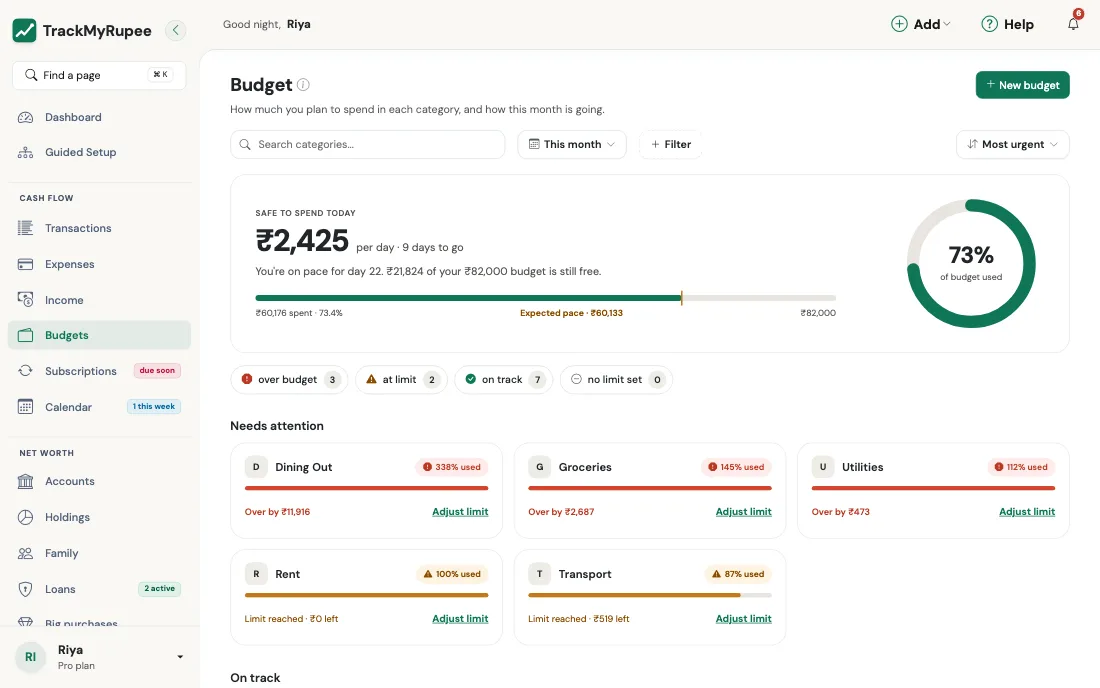 TrackMyRupee
Find a page
⌘ K
Dashboard
Guided Setup
CASH FLOW
Transactions
Expenses
Income
Budgets
Subscriptions due soon
Calendar 1 this week
NET WORTH
Accounts
Holdings
Family
Loans 2 active
Big purchases
RI
Riya
Pro plan
Good night, Riya
Add
Help
6
Budget
New budget
How much you plan to spend in each category, and how this month is going.
Search categories...
This month
+ Filter
Most urgent
SAFE TO SPEND TODAY
₹2,425 per day · 9 days to go
You're on pace for day 22. ₹21,824 of your ₹82,000 budget is still free.
₹60,176 spent · 73.4%
Expected pace · ₹60,133
₹82,000
73%
of budget used
over budget 3
at limit 2
on track 7
no limit set 0
Needs attention
D Dining Out 338% used
Over by ₹11,916 Adjust limit
G Groceries 145% used
Over by ₹2,687 Adjust limit
U Utilities 112% used
Over by ₹473 Adjust limit
R Rent 100% used
Limit reached · ₹0 left Adjust limit
T Transport 87% used
Limit reached · ₹519 left Adjust limit
On track